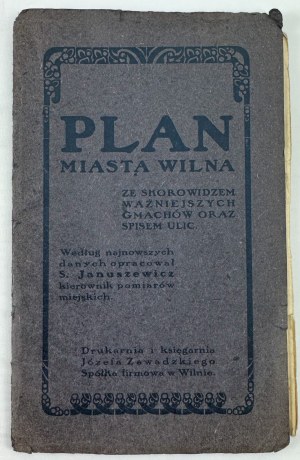 PLAN
MIASTA WILNA
ZE SKOROWIDZEM
WAŻNIEJSZYCH
GMACHÓW ORAZ
SPISEM ULIC.
Według najnowszych
danych opracował
S. Januszewicz
kierownik pomiarów
miejskich.
Drukarnia i księgarnia
Józefa Zawadzkiego
Spółka firmowa w Wilnie.